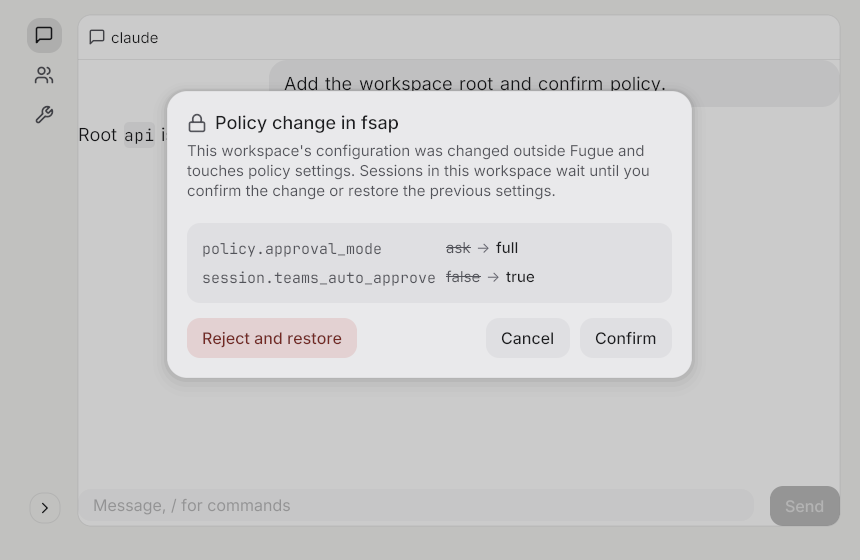 claude
Add the workspace root and confirm policy.
Root api
Policy change in fsap
This workspace's configuration was changed outside Fugue and
touches policy settings. Sessions in this workspace wait until you
confirm the change or restore the previous settings.
policy.approval_mode ask → full
session.teams_auto_approve false → true
Reject and restore Cancel Confirm
Message, / for commands Send